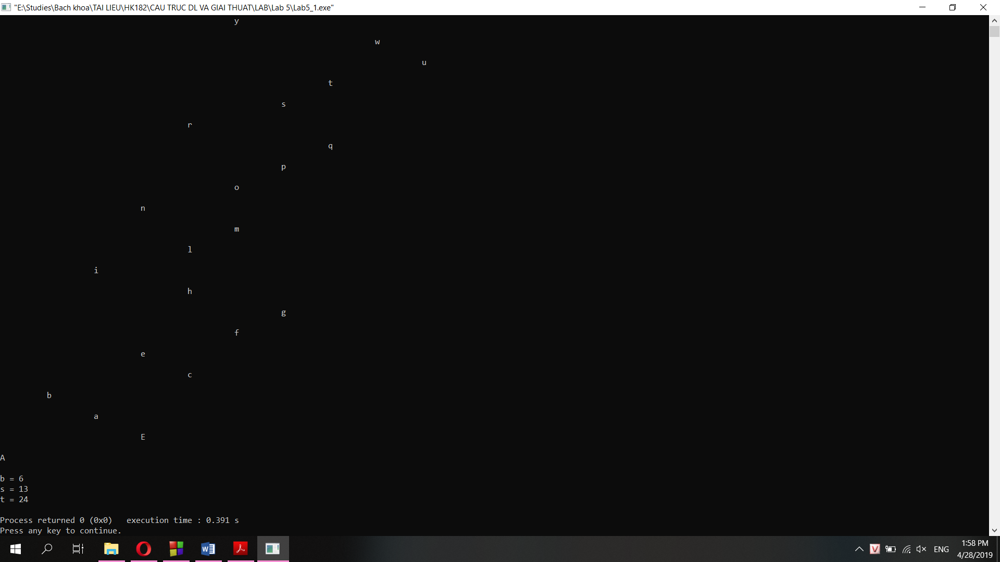 "E:\Studies\Bach khoa\TAI LIEU\HK182\CAU TRUC DL VA GIAI THUAT\LAB\Lab 5\Lab5_1.exe"
y
w
u
t
s
r
q
p
o
n
m
l
i
h
g
f
e
c
b
a
E
A
b = 6
s = 13
t = 24
Process returned 0 (0x0)   execution time : 0.391 s
Press any key to continue.
ENG
1:58 PM
4/28/2019